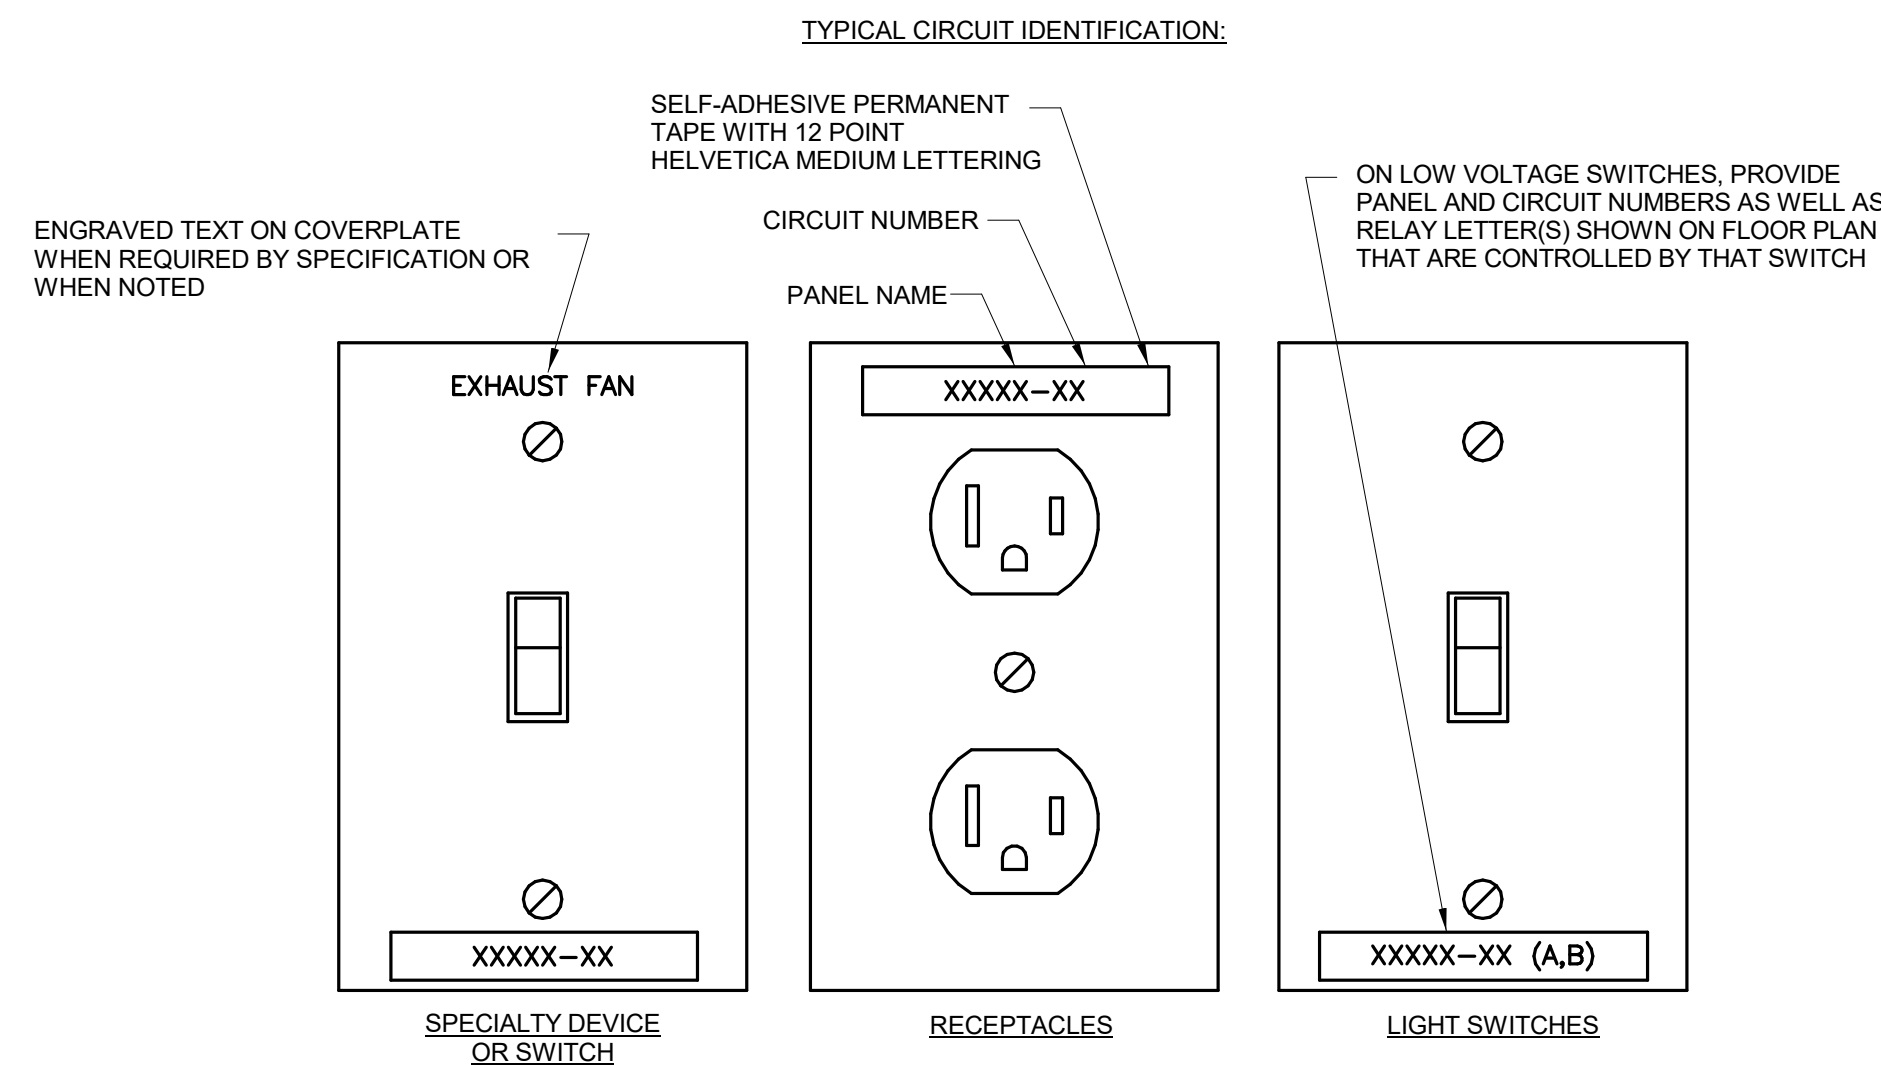 TYPICAL CIRCUIT IDENTIFICATION:
SELF-ADHESIVE PERMANENT
TAPE WITH 12 POINT
HELVETICA MEDIUM LETTERING
CIRCUIT NUMBER
PANEL NAME
ENGRAVED TEXT ON COVERPLATE
WHEN REQUIRED BY SPECIFICATION OR
WHEN NOTED
ON LOW VOLTAGE SWITCHES, PROVIDE
PANEL AND CIRCUIT NUMBERS AS WELL AS
RELAY LETTER(S) SHOWN ON FLOOR PLAN
THAT ARE CONTROLLED BY THAT SWITCH
EXHAUST FAN
XXXXX-XX
SPECIALTY DEVICE
OR SWITCH
XXXXX-XX
RECEPTACLES
XXXXX-XX (A,B)
LIGHT SWITCHES